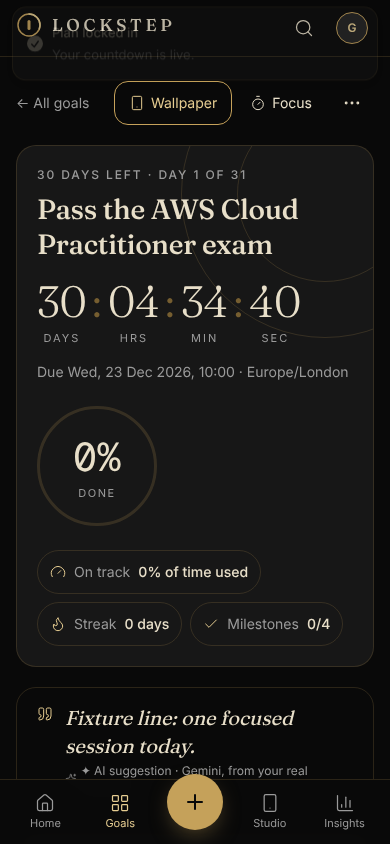 LOCKSTEP
G
Plan locked in
Your countdown is live.
← All goals
Wallpaper
Focus
30 DAYS LEFT · DAY 1 OF 31
Pass the AWS Cloud
Practitioner exam
30 : 04 : 34 : 40
DAYS HRS MIN SEC
Due Wed, 23 Dec 2026, 10:00 · Europe/London
0%
DONE
On track 0% of time used
Streak 0 days
Milestones 0/4
Fixture line: one focused
session today.
✦ AI suggestion · Gemini, from your real
Home
Goals
Studio
Insights